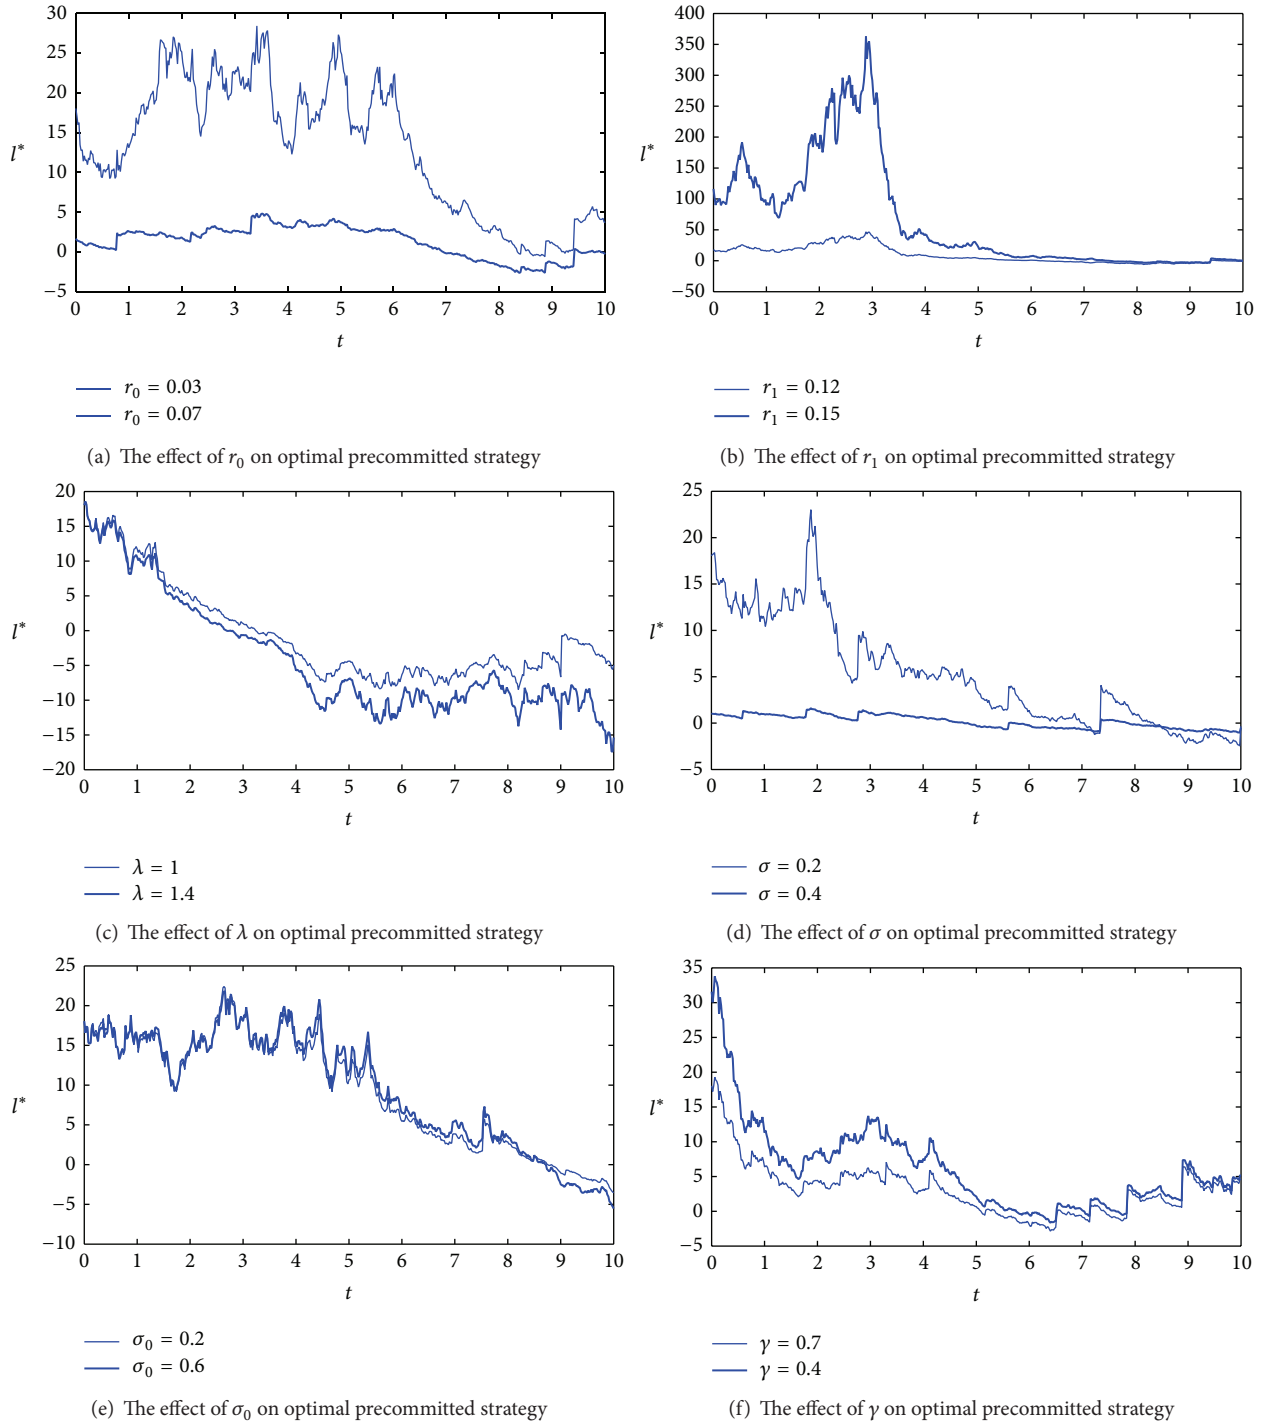 30
25
20
15
10
5
0
−5
l*
0 1 2 3 4 5 6 7 8 9 10
t
r₀ = 0.03
r₀ = 0.07
(a) The effect of r₀ on optimal precommitted strategy
400
350
300
250
200
150
100
50
0
−50
l*
0 1 2 3 4 5 6 7 8 9 10
t
r₁ = 0.12
r₁ = 0.15
(b) The effect of r₁ on optimal precommitted strategy
20
15
10
5
0
−5
−10
−15
−20
l*
0 1 2 3 4 5 6 7 8 9 10
t
λ = 1
λ = 1.4
(c) The effect of λ on optimal precommitted strategy
25
20
15
10
5
0
−5
l*
0 1 2 3 4 5 6 7 8 9 10
t
σ = 0.2
σ = 0.4
(d) The effect of σ on optimal precommitted strategy
25
20
15
10
5
0
−5
−10
l*
0 1 2 3 4 5 6 7 8 9 10
t
σ₀ = 0.2
σ₀ = 0.6
(e) The effect of σ₀ on optimal precommitted strategy
35
30
25
20
15
10
5
0
−5
l*
0 1 2 3 4 5 6 7 8 9 10
t
γ = 0.7
γ = 0.4
(f) The effect of γ on optimal precommitted strategy